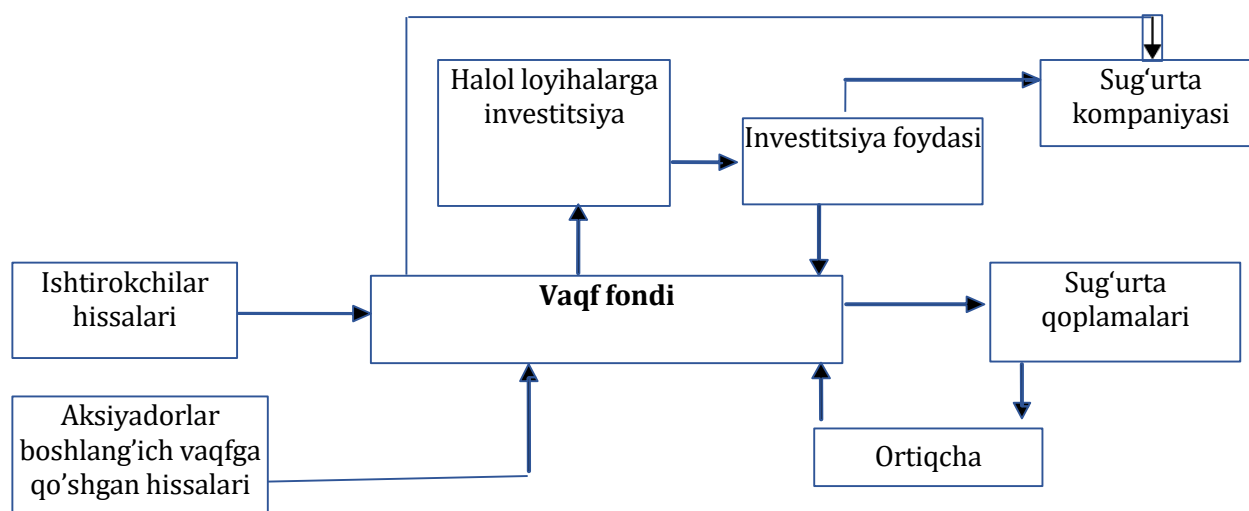 Halol loyihalarga
investitsiya
Investitsiya foydasi
Sug‘urta
kompaniyasi
Ishtirokchilar
hissalari
Vaqf fondi
Sug‘urta
qoplamalari
Aksiyadorlar
boshlang’ich vaqfga
qo’shgan hissalari
Ortiqcha